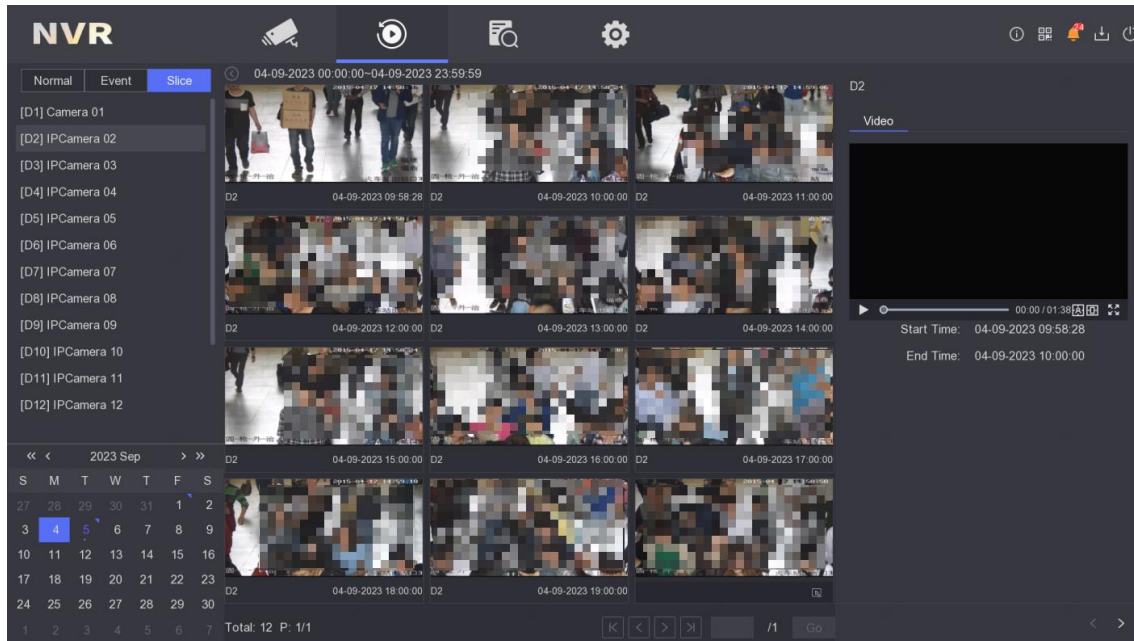 NVR
24
Normal Event Slice
04-09-2023 00:00:00~04-09-2023 23:59:59
[D1] Camera 01
[D2] IPCamera 02
[D3] IPCamera 03
[D4] IPCamera 04
[D5] IPCamera 05
[D6] IPCamera 06
[D7] IPCamera 07
[D8] IPCamera 08
[D9] IPCamera 09
[D10] IPCamera 10
[D11] IPCamera 11
[D12] IPCamera 12
« < 2023 Sep > »
S M T W T F S
27 28 29 30 31 1 2
3 4 5 6 7 8 9
10 11 12 13 14 15 16
17 18 19 20 21 22 23
24 25 26 27 28 29 30
1 2 3 4 5 6 7
D2 04-09-2023 09:58:28 D2 04-09-2023 10:00:00 D2 04-09-2023 11:00:00
D2 04-09-2023 12:00:00 D2 04-09-2023 13:00:00 D2 04-09-2023 14:00:00
D2 04-09-2023 15:00:00 D2 04-09-2023 16:00:00 D2 04-09-2023 17:00:00
D2 04-09-2023 18:00:00 D2 04-09-2023 19:00:00
Total: 12 P: 1/1
/1 Go
D2
Video
00:00 / 01:38
Start Time: 04-09-2023 09:58:28
End Time: 04-09-2023 10:00:00